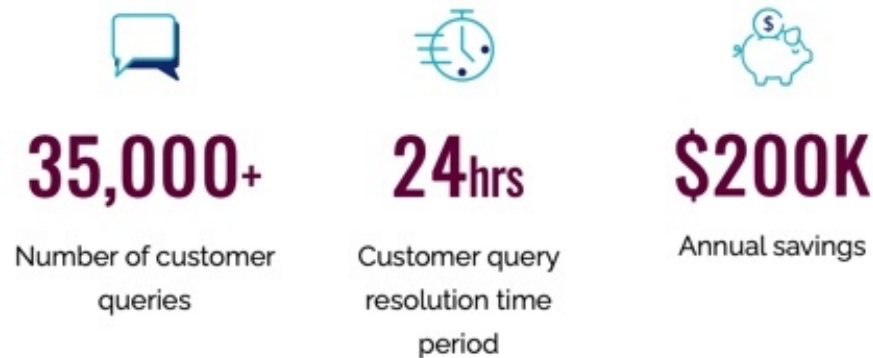 $
35,000+
Number of customer
queries
24hrs
Customer query
resolution time
period
$200K
Annual savings